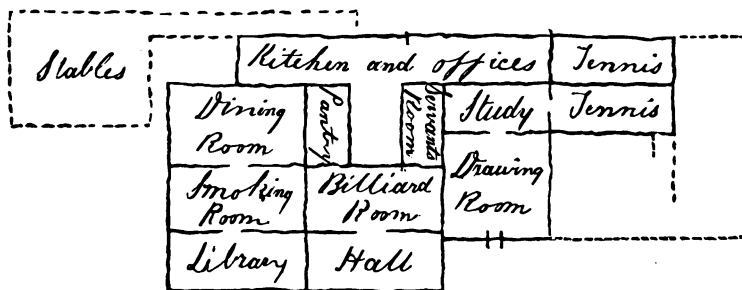 Kitchen and offices
Tennis
Stables
Dining
Room
Pantry
Servants
Room
Study
Tennis
Smoking
Room
Billiard
Room
Drawing
Room
Library
Hall